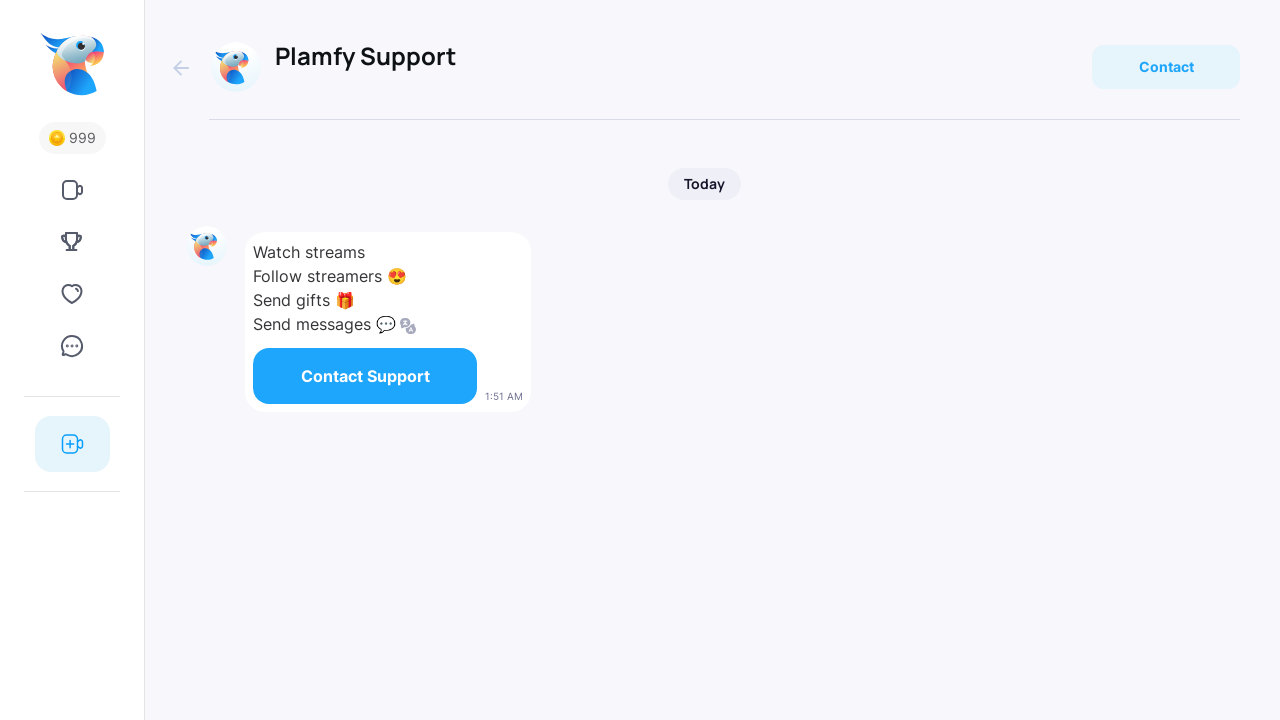 Plamfy Support
Contact
999
Today
Watch streams
Follow streamers 😍
Send gifts 🎁
Send messages 💬
Contact Support
1:51 AM